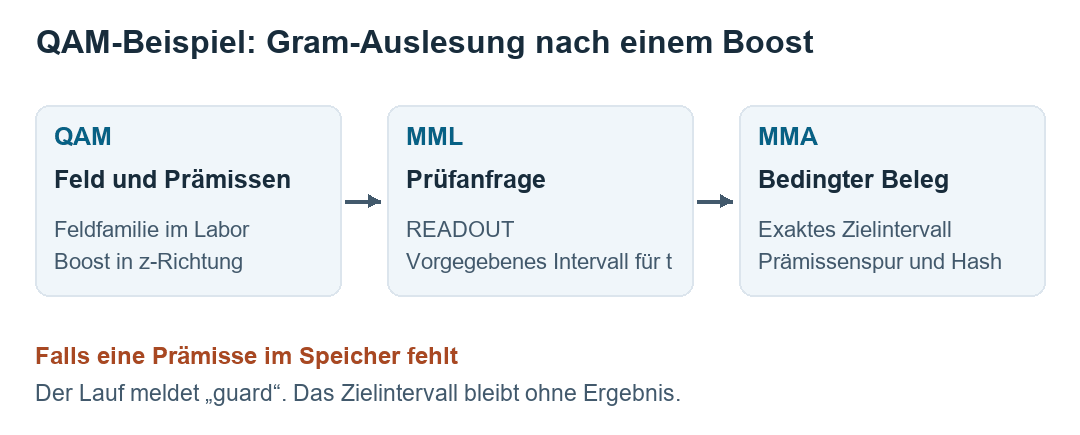 QAM-Beispiel: Gram-Auslesung nach einem Boost
QAM
Feld und Prämissen
Feldfamilie im Labor
Boost in z-Richtung
MML
Prüfanfrage
READOUT
Vorgegebenes Intervall für t
MMA
Bedingter Beleg
Exaktes Zielintervall
Prämissenspur und Hash
Falls eine Prämisse im Speicher fehlt
Der Lauf meldet „guard“. Das Zielintervall bleibt ohne Ergebnis.